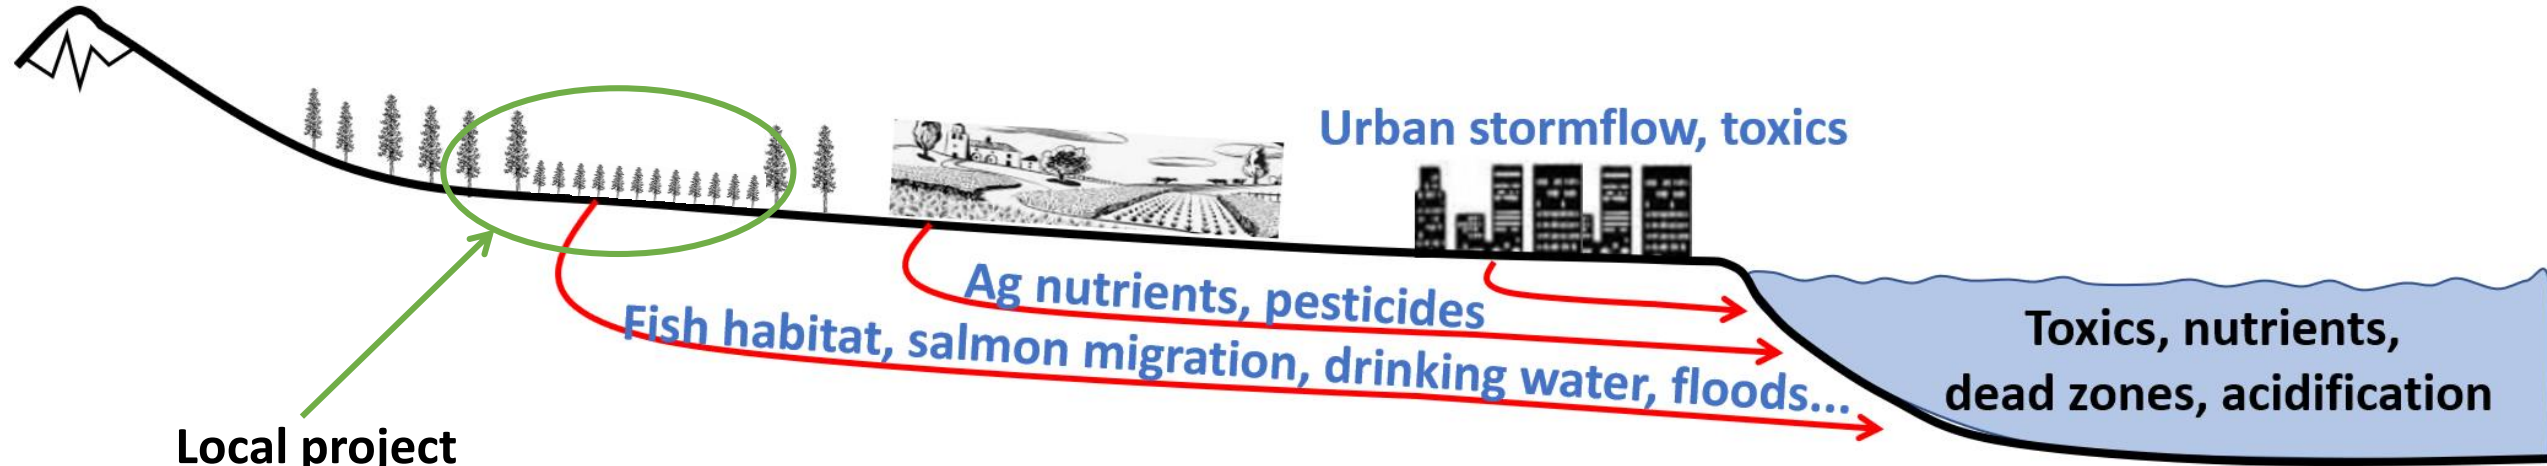 Urban stormflow, toxics
Ag nutrients, pesticides
Fish habitat, salmon migration, drinking water, floods...
Toxics, nutrients,
dead zones, acidification
Local project